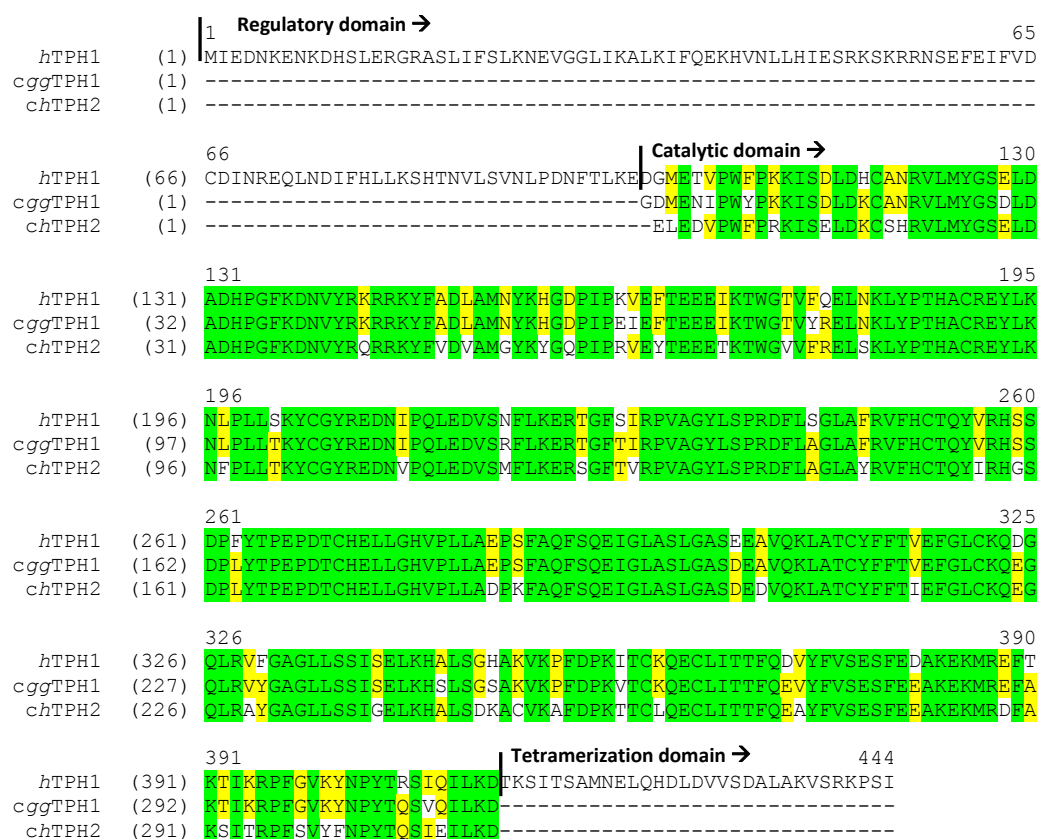 Regulatory domain →
1 65
hTPH1 (1) MIEDNKENKDHSLERGRASLIFSLKNEVGGLIKALKIFQEKHVNLLHIESRKSKRRNSEFEIFVD
cggTPH1 (1) -----------------------------------------------------------------
chTPH2 (1) -----------------------------------------------------------------
66 Catalytic domain → 130
hTPH1 (66) CDINREQLNDIFHLLKSHTNVLSVNLPDNFTLKEDGMETVPWFPKKISDLDHCANRVLMYGSELD
cggTPH1 (1) ----------------------------------GDMENIPWYPKKISDLDKCANRVLMYGSDLD
chTPH2 (1) -----------------------------------ELEDVPWFPRKISELDKCSHRVLMYGSELD
131 195
hTPH1 (131) ADHPGFKDNVYRKRRKYFADLAMNYKHGDPIPKVEFTEEEIKTWGTVFQELNKLYPTHACREYLK
cggTPH1 (32) ADHPGFKDNVYRKRRKYFADLAMNYKHGDPIPEIEFTEEEIKTWGTVYRELNKLYPTHACREYLK
chTPH2 (31) ADHPGFKDNVYRQRRKYFVDVAMGYKYGQPIPRVEYTEEETKTWGVVFRELSKLYPTHACREYLK
196 260
hTPH1 (196) NLPLLSKYCGYREDNIPQLEDVSNFLKERTGFSIRPVAGYLSPRDFLSGLAFRVFHCTQYVRHSS
cggTPH1 (97) NLPLLTKYCGYREDNIPQLEDVSRFLKERTGFTIRPVAGYLSPRDFLAGLAFRVFHCTQYVRHSS
chTPH2 (96) NFPLLTKYCGYREDNVPQLEDVSMFLKERSGFTVRPVAGYLSPRDFLAGLAYRVFHCTQYIRHGS
261 325
hTPH1 (261) DPFYTPEPDTCHELLGHVPLLAEPSFAQFSQEIGLASLGASEEAVQKLATCYFFTVEFGLCKQDG
cggTPH1 (162) DPLYTPEPDTCHELLGHVPLLAEPSFAQFSQEIGLASLGASDEAVQKLATCYFFTVEFGLCKQEG
chTPH2 (161) DPLYTPEPDTCHELLGHVPLLADPKFAQFSQEIGLASLGASDEDVQKLATCYFFTIEFGLCKQEG
326 390
hTPH1 (326) QLRVFGAGLLSSISELKHALSGHAKVKPFDPKITCKQECLITTFQDVYFVSESFEDAKEKMREFT
cggTPH1 (227) QLRVYGAGLLSSISELKHSLSGSAKVKPFDPKVTCKQECLITTFQEVYFVSESFEEAKEKMREFA
chTPH2 (226) QLRAYGAGLLSSIGELKHALSDKACVKAFDPKTTCLQECLITTFQEAYFVSESFEEAKEKMRDFA
391 Tetramerization domain → 444
hTPH1 (391) KTIKRPFGVKYNPYTRSIQILKDTKSITSAMNELQHDLDVVSDALAKVSRKPSI
cggTPH1 (292) KTIKRPFGVKYNPYTQSVQILKD-------------------------------
chTPH2 (291) KSITRPFSVYFNPYTQSIEILKD-------------------------------